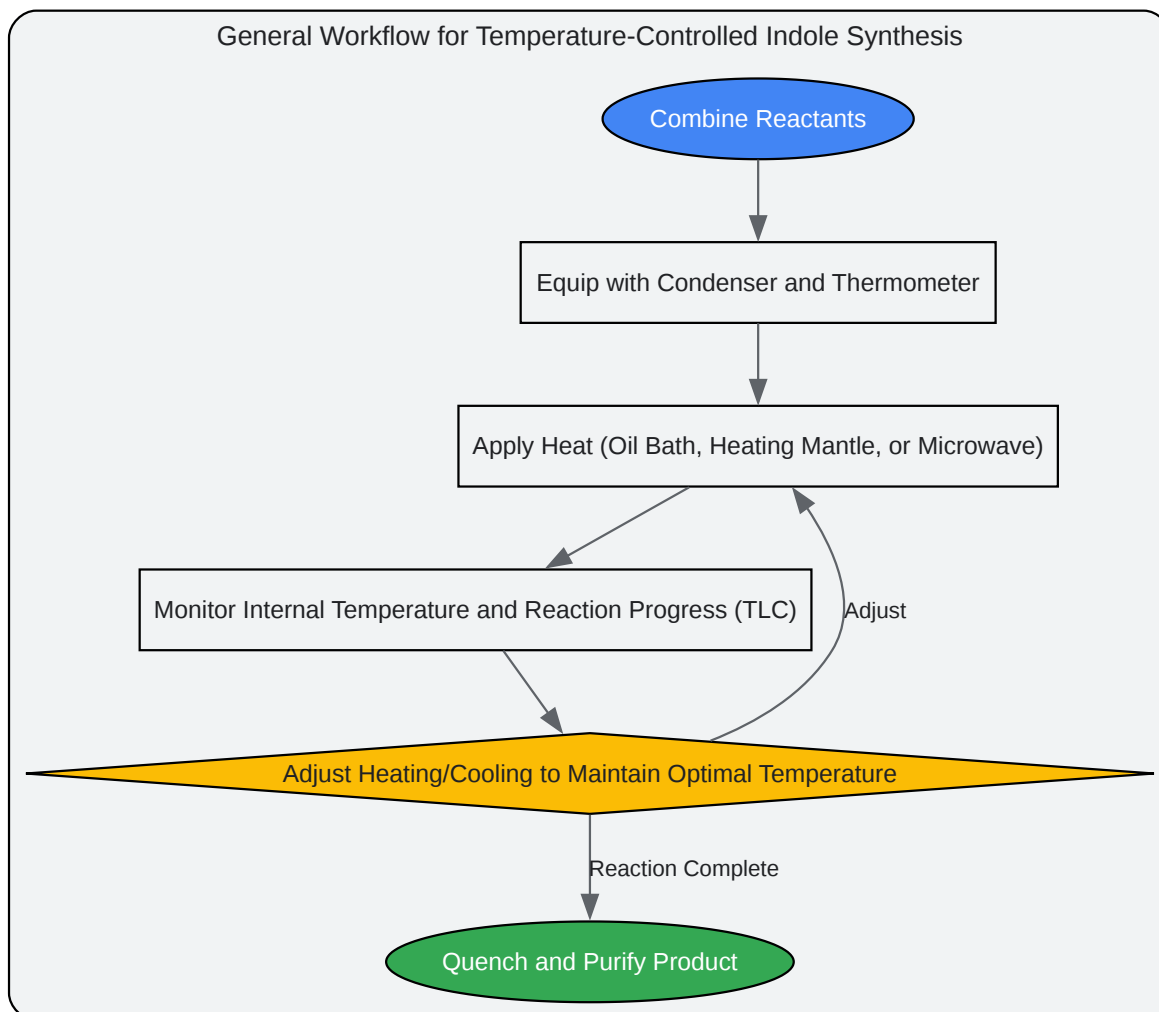 General Workflow for Temperature-Controlled Indole Synthesis
Combine Reactants
Equip with Condenser and Thermometer
Apply Heat (Oil Bath, Heating Mantle, or Microwave)
Monitor Internal Temperature and Reaction Progress (TLC)
Adjust
Adjust Heating/Cooling to Maintain Optimal Temperature
Reaction Complete
Quench and Purify Product